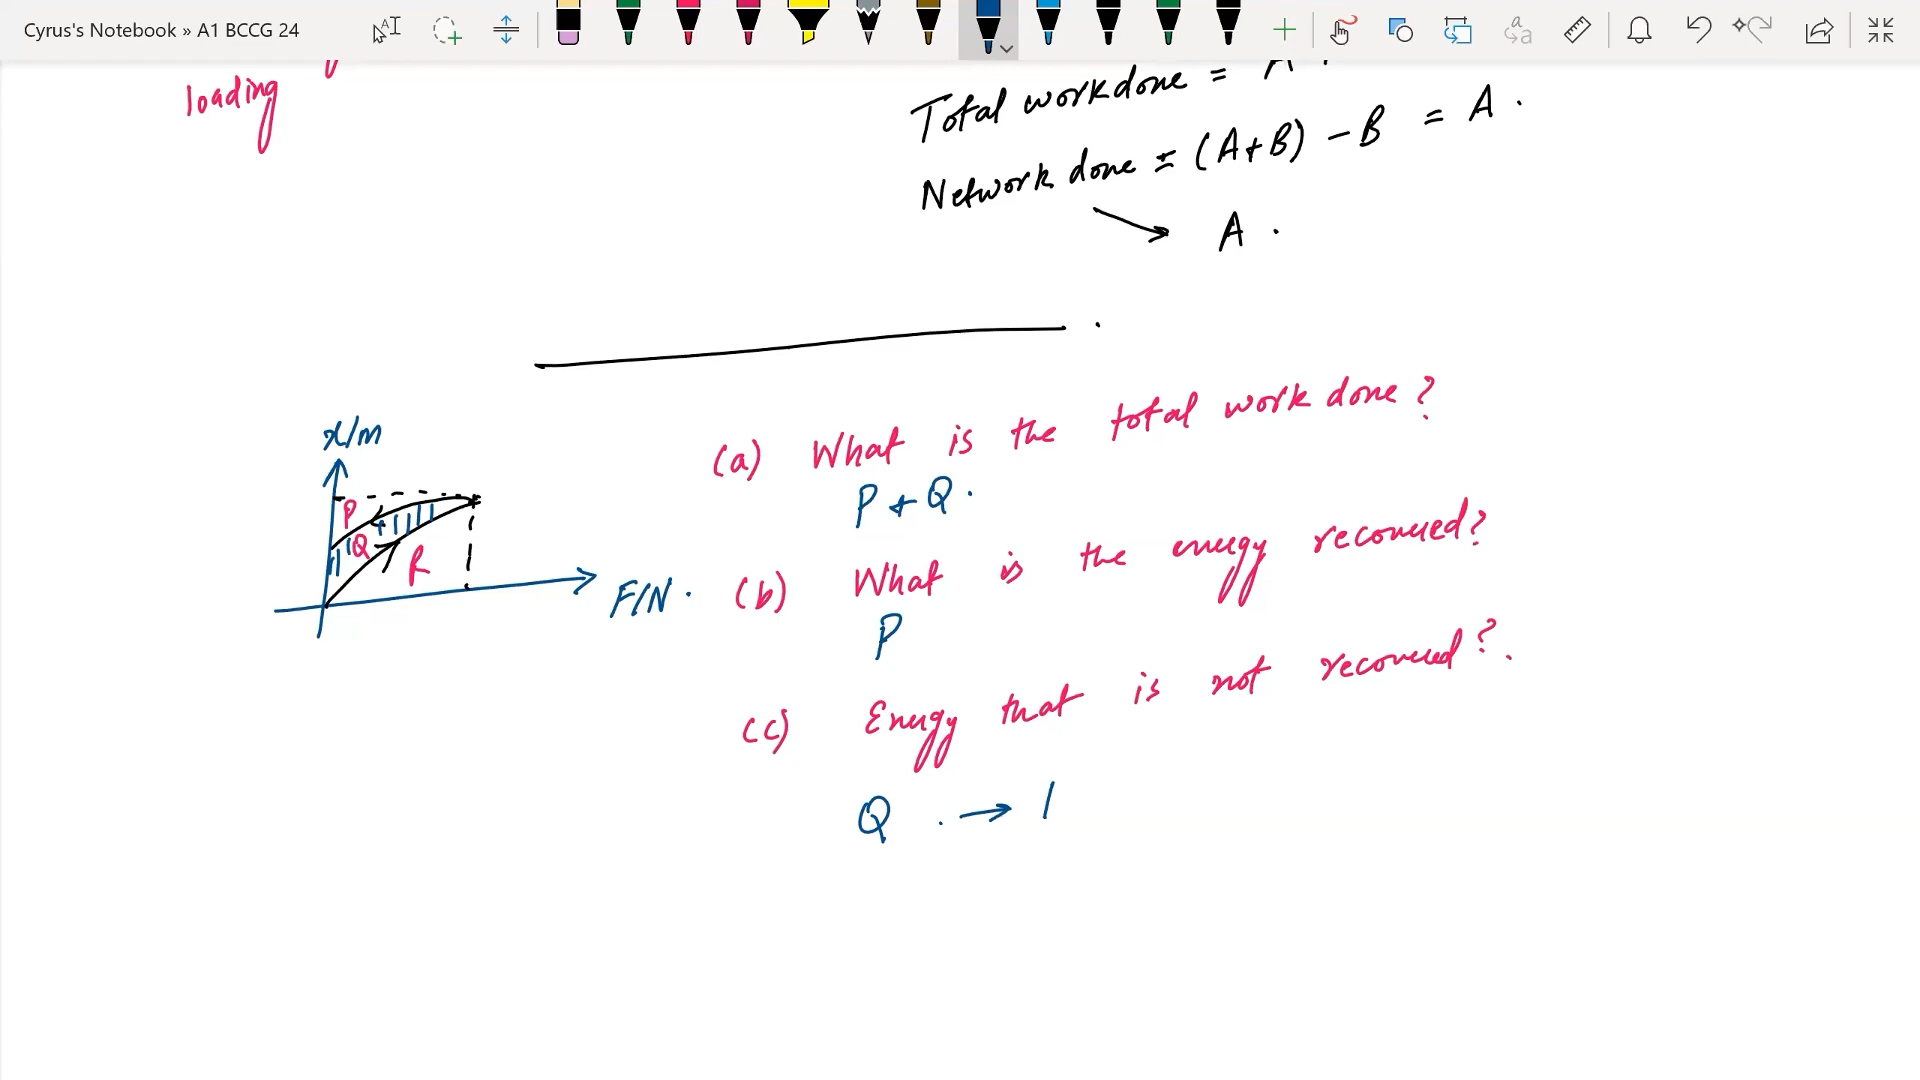 Cyrus's Notebook » A1 BCCG 24
loading
Total workdone = A
Network done = (A+B) - B = A .
A .
x/m
P
Q
R
F/N .
(a) What is the total work done?
P + Q .
(b) What is the energy recovered?
P
(c) Energy that is not recovered? .
Q . →